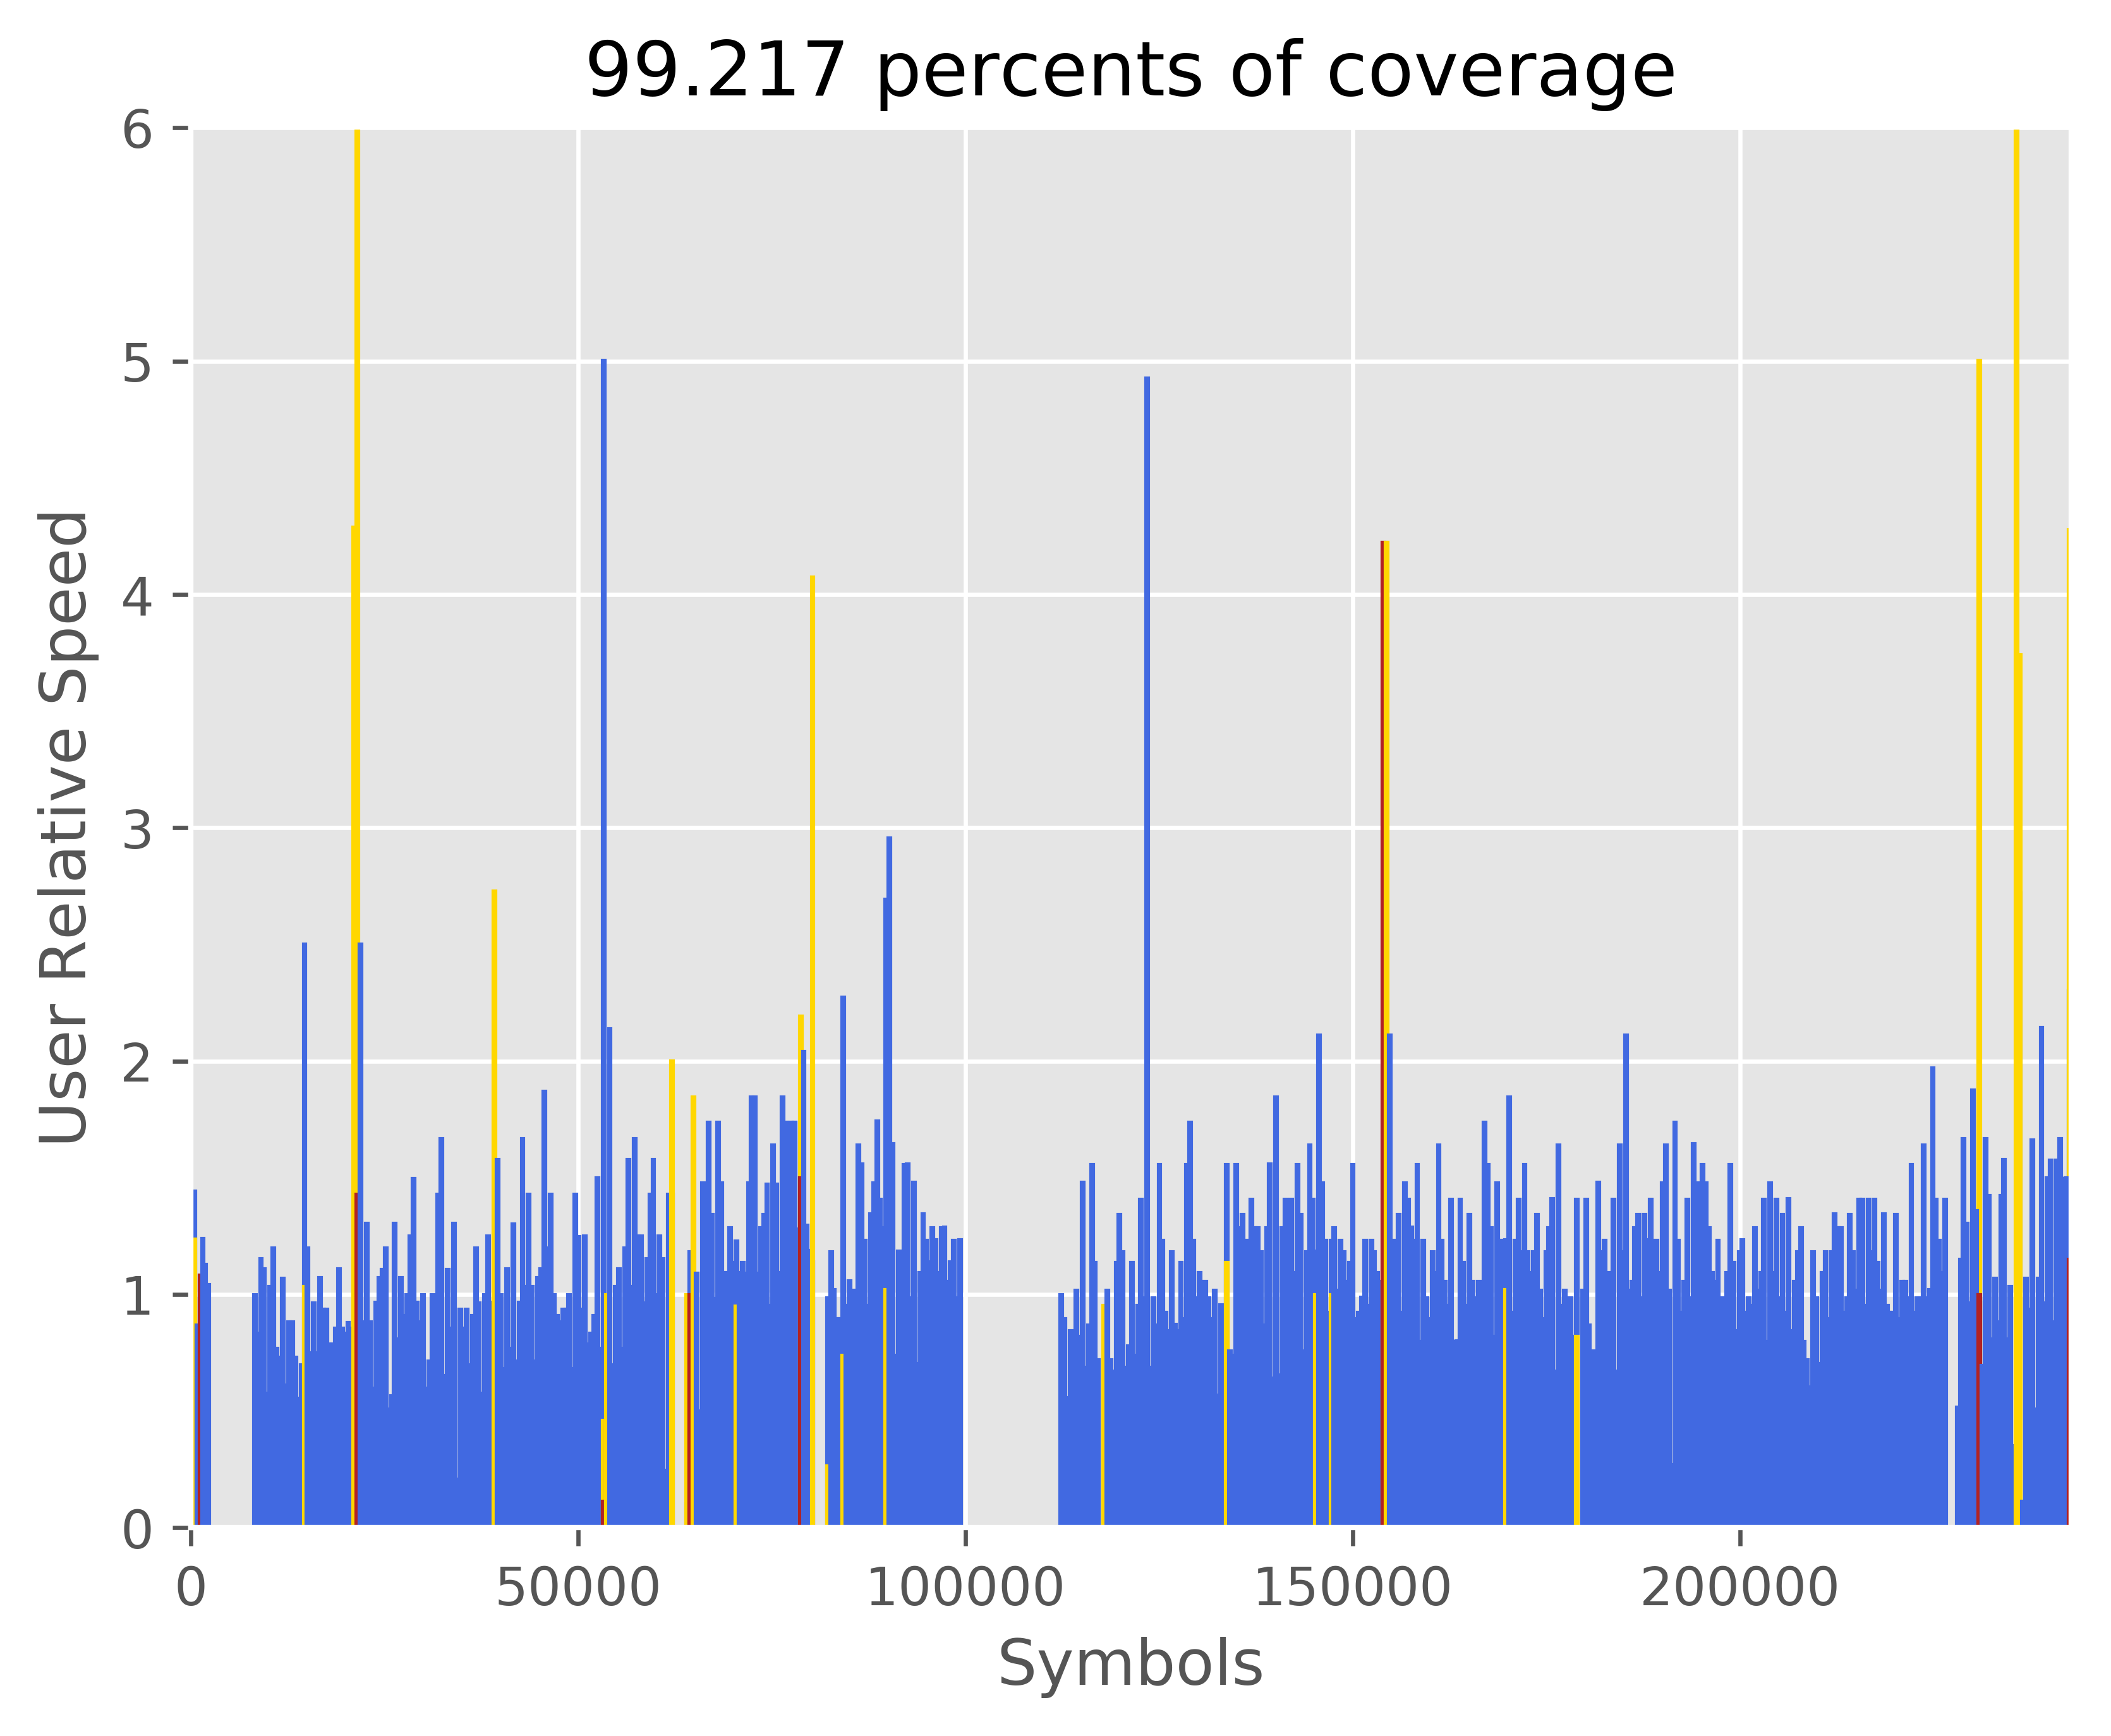 99.217 percents of coverage
6
5
4
3
2
1
0
User Relative Speed
0 50000 100000 150000 200000
Symbols